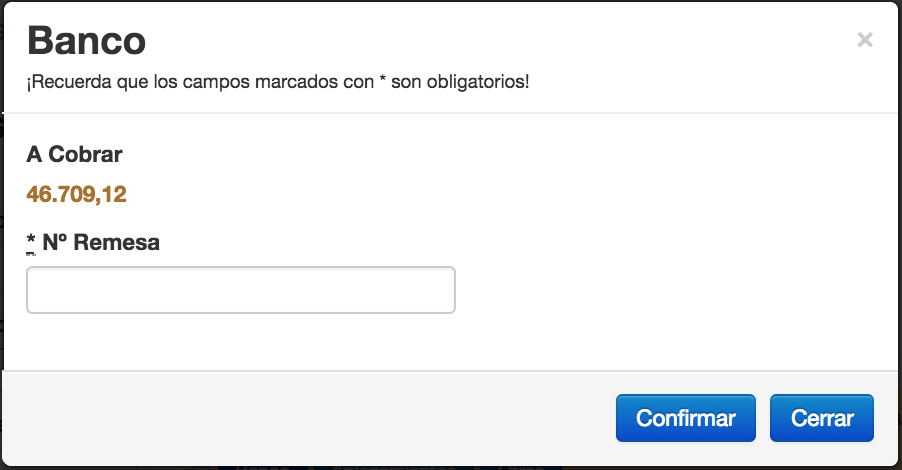 Banco
×
¡Recuerda que los campos marcados con * son obligatorios!
A Cobrar
46.709,12
* Nº Remesa
Confirmar
Cerrar